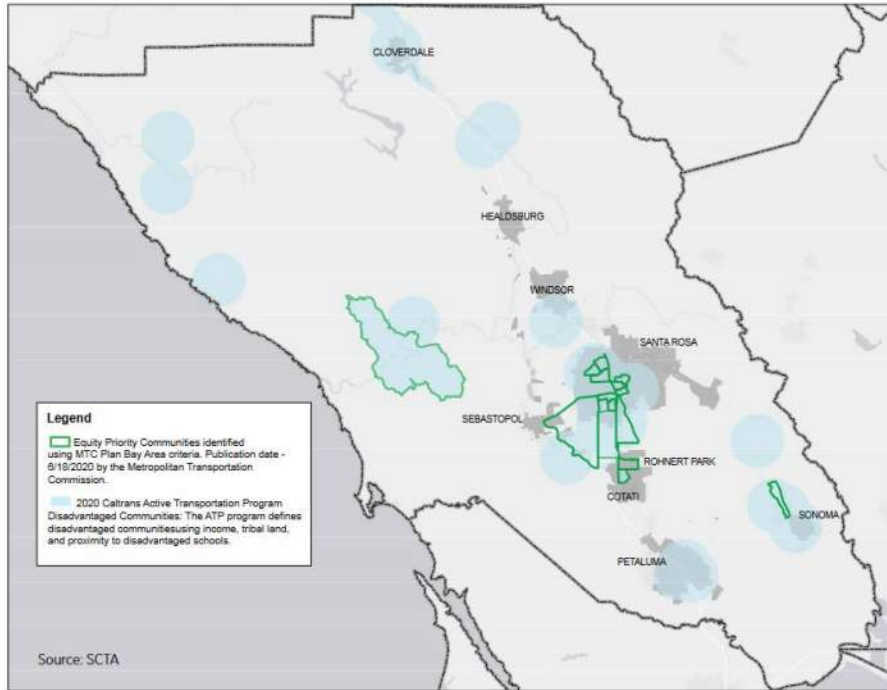 CLOVERDALE
HEALDSBURG
WINDSOR
SANTA ROSA
SEBASTOPOL
ROHNERT PARK
COTATI
SONOMA
PETALUMA
Legend
Equity Priority Communities identified
using MTC Plan Bay Area criteria. Publication date -
6/18/2020 by the Metropolitan Transportation
Commission.
2020 Caltrans Active Transportation Program
Disadvantaged Communities: The ATP program defines
disadvantaged communitiesusing income, tribal land,
and proximity to disadvantaged schools.
Source: SCTA